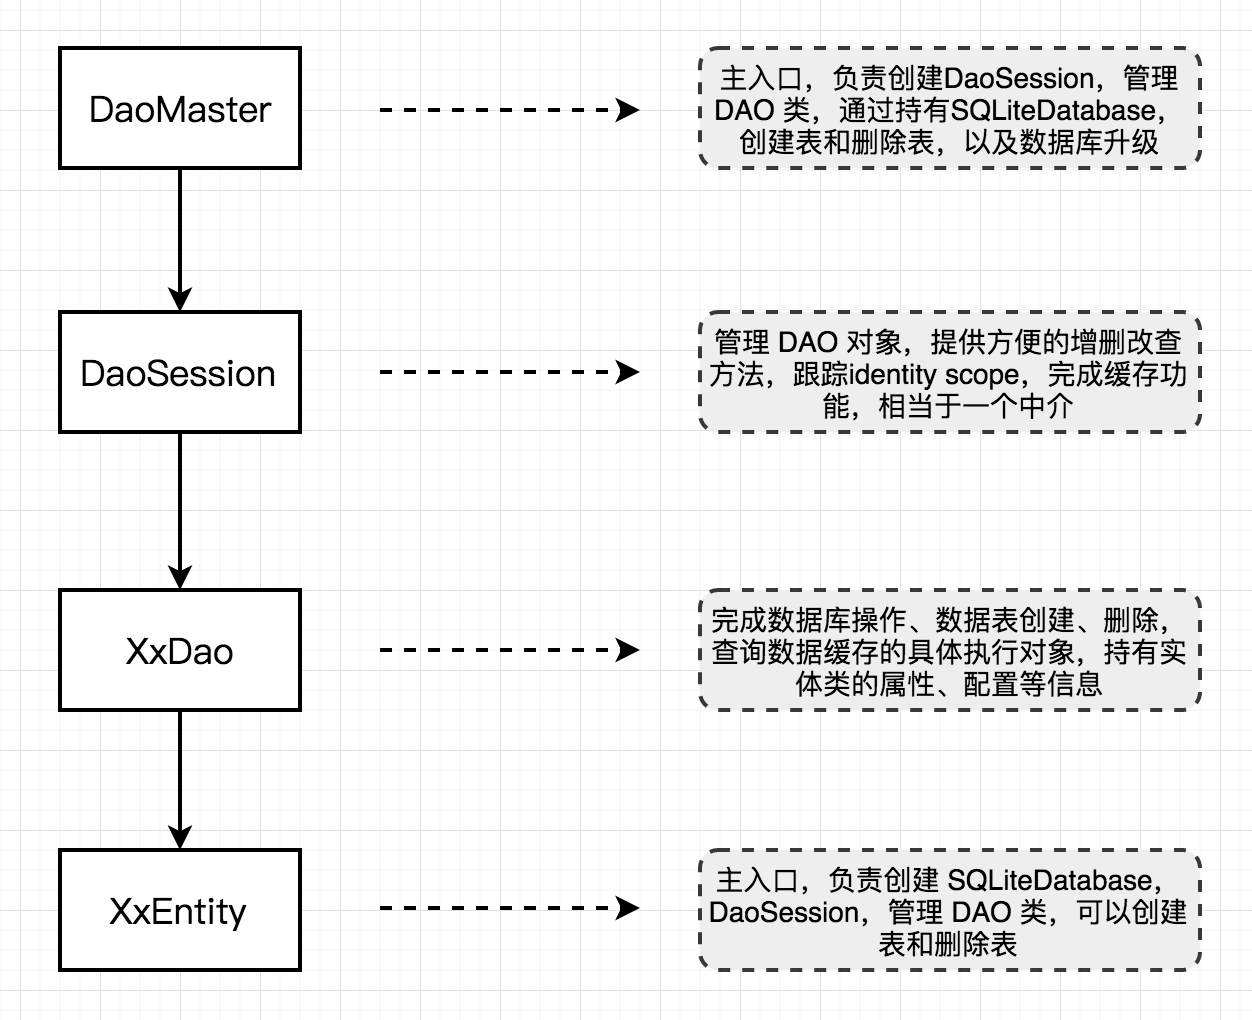 DaoMaster
主入口，负责创建DaoSession，管理
DAO 类，通过持有SQLiteDatabase，
创建表和删除表，以及数据库升级
DaoSession
管理 DAO 对象，提供方便的增删改查
方法，跟踪identity scope，完成缓存功
能，相当于一个中介
XxDao
完成数据库操作、数据表创建、删除，
查询数据缓存的具体执行对象，持有实
体类的属性、配置等信息
XxEntity
主入口，负责创建 SQLiteDatabase，
DaoSession，管理 DAO 类，可以创建
表和删除表